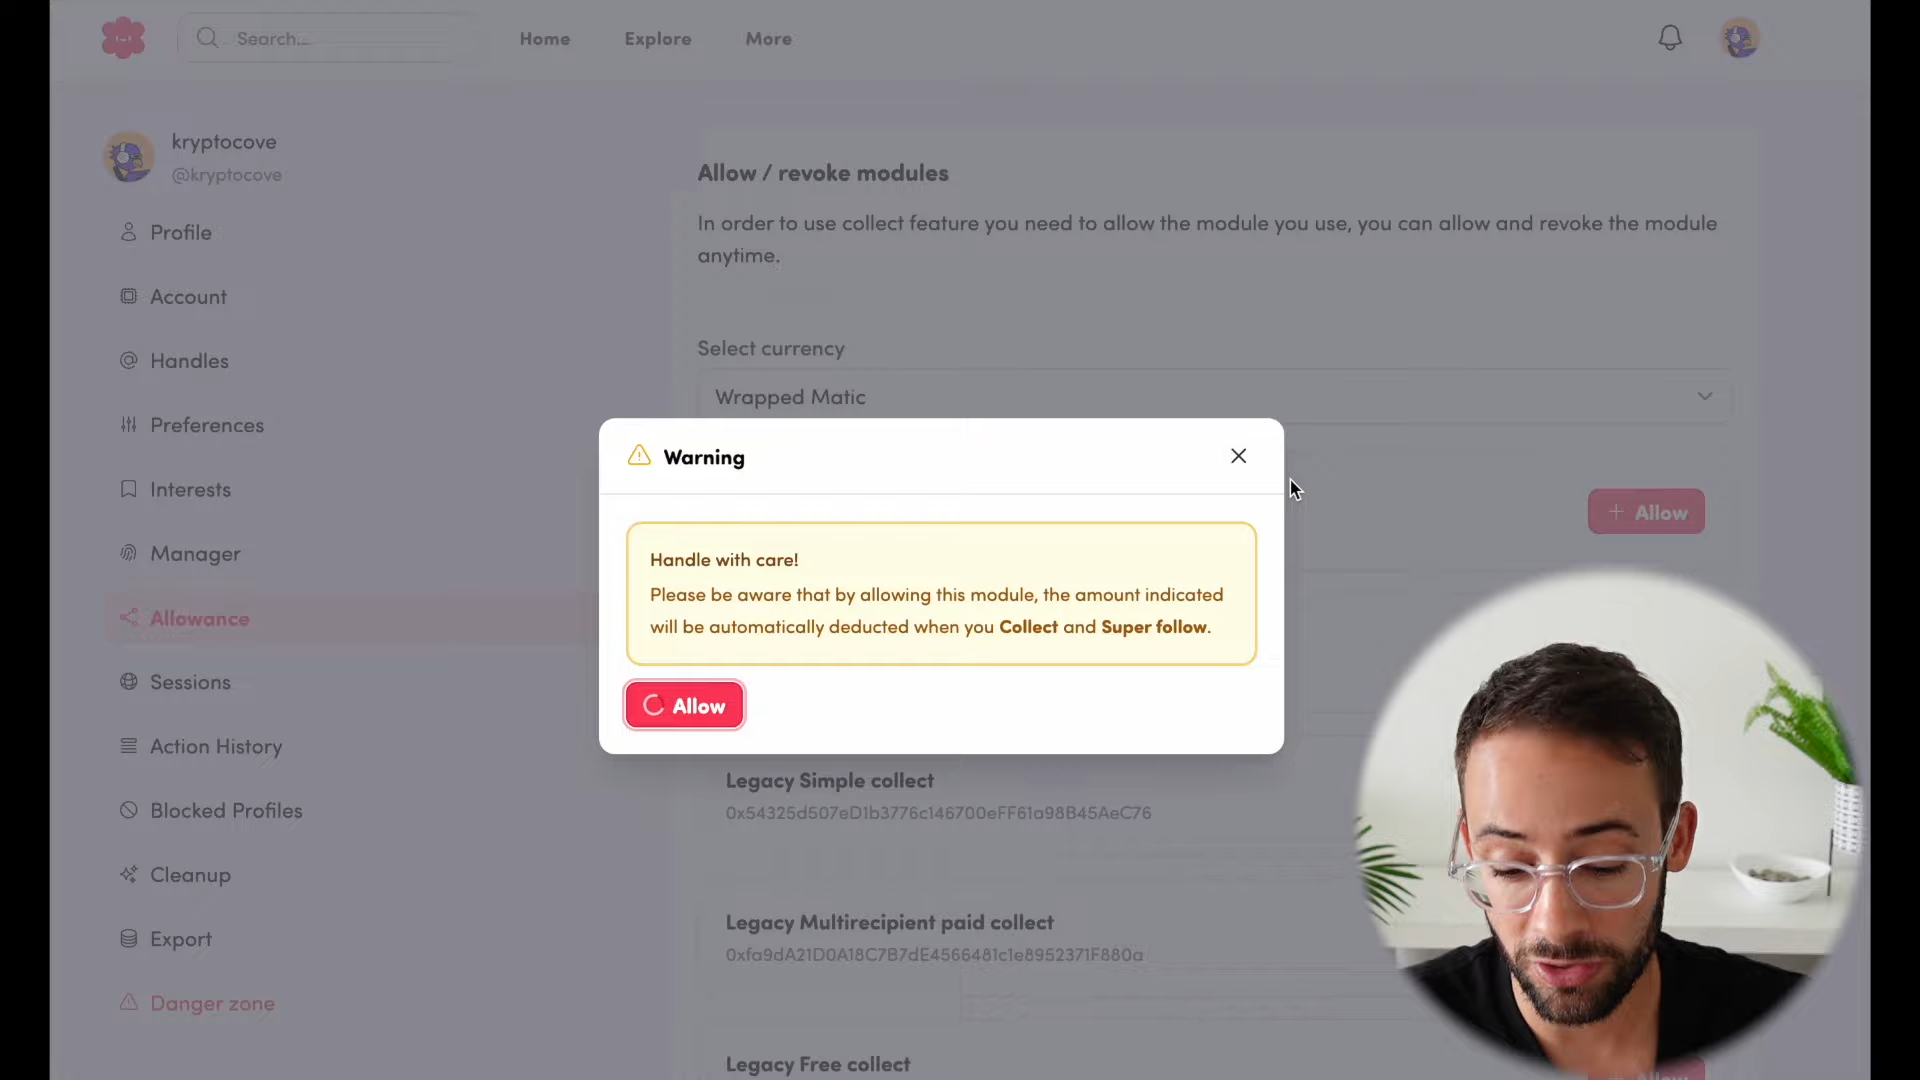 Search...
Home
Explore
More
kryptocove
@kryptocove
Profile
Account
Handles
Preferences
Interests
Manager
Allowance
Sessions
Action History
Blocked Profiles
Cleanup
Export
Danger zone
Allow / revoke modules
In order to use collect feature you need to allow the module you use, you can allow and revoke the module
anytime.
Select currency
Wrapped Matic
+ Allow
Warning
Handle with care!
Please be aware that by allowing this module, the amount indicated
will be automatically deducted when you Collect and Super follow.
Allow
Legacy Simple collect
0x54325d507eD1b3776c146700eFF61a98B45AeC76
Legacy Multirecipient paid collect
0xfa9dA21D0A18C7B7dE4566481c1e8952371F880a
Legacy Free collect
Allow